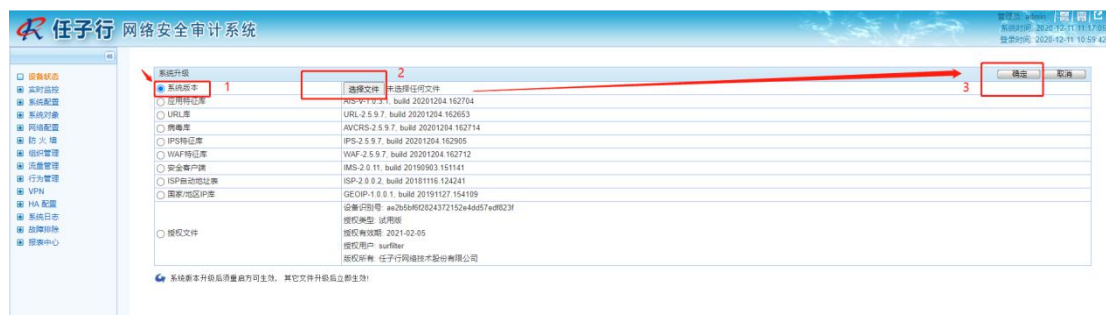 任子行 网络安全审计系统
管理员: admin
系统时间: 2020-12-11 11:17:05
登录时间: 2020-12-11 10:59:42
设备状态
实时监控
系统配置
系统对象
网络配置
防 火 墙
组织管理
流量管理
行为管理
VPN
HA 配置
系统日志
故障排除
报表中心
系统升级
确定 取消
系统版本 1 选择文件 未选择任何文件 2 3
应用特征库 AIS-V-1.0.3.1, build 20201204.162704
URL库 URL-2.5.9.7, build 20201204.162653
病毒库 AVCRS-2.5.9.7, build 20201204.162714
IPS特征库 IPS-2.5.9.7, build 20201204.162905
WAF特征库 WAF-2.5.9.7, build 20201204.162712
安全客户端 IMS-2.0.11, build 20190903.151141
ISP自动地址表 ISP-2.0.0.2, build 20181116.124241
国家/地区IP库 GEOIP-1.0.0.1, build 20191127.154109
授权文件
设备识别号: ae2b5bf6f2824372152e4dd57edf823f
授权类型: 试用版
授权有效期: 2021-02-05
授权用户: surfilter
版权所有: 任子行网络技术股份有限公司
系统版本升级后须重启方可生效, 其它文件升级后立即生效!